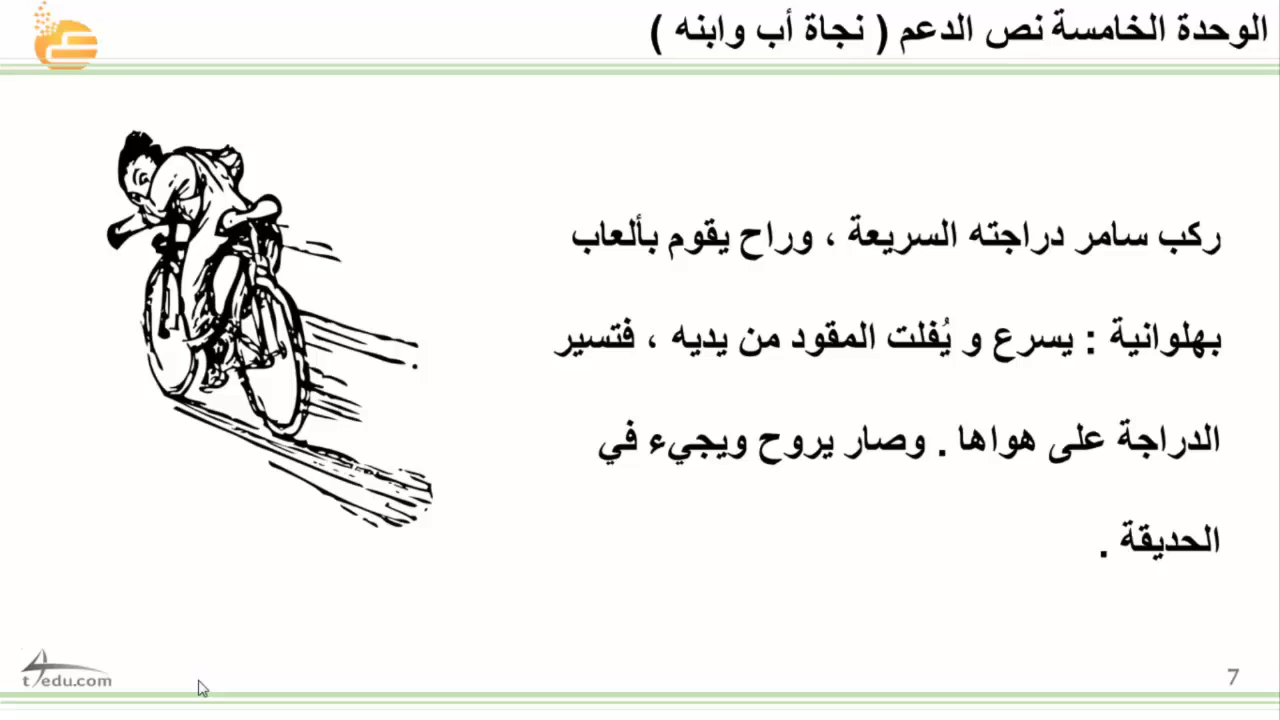 الوحدة الخامسة نص الدعم ( نجاة أب وابنه )
ركب سامر دراجته السريعة ، وراح يقوم بألعاب
بهلوانية : يسرع و يُفلت المقود من يديه ، فتسير
الدراجة على هواها . وصار يروح ويجيء في
الحديقة .
t4edu.com
7